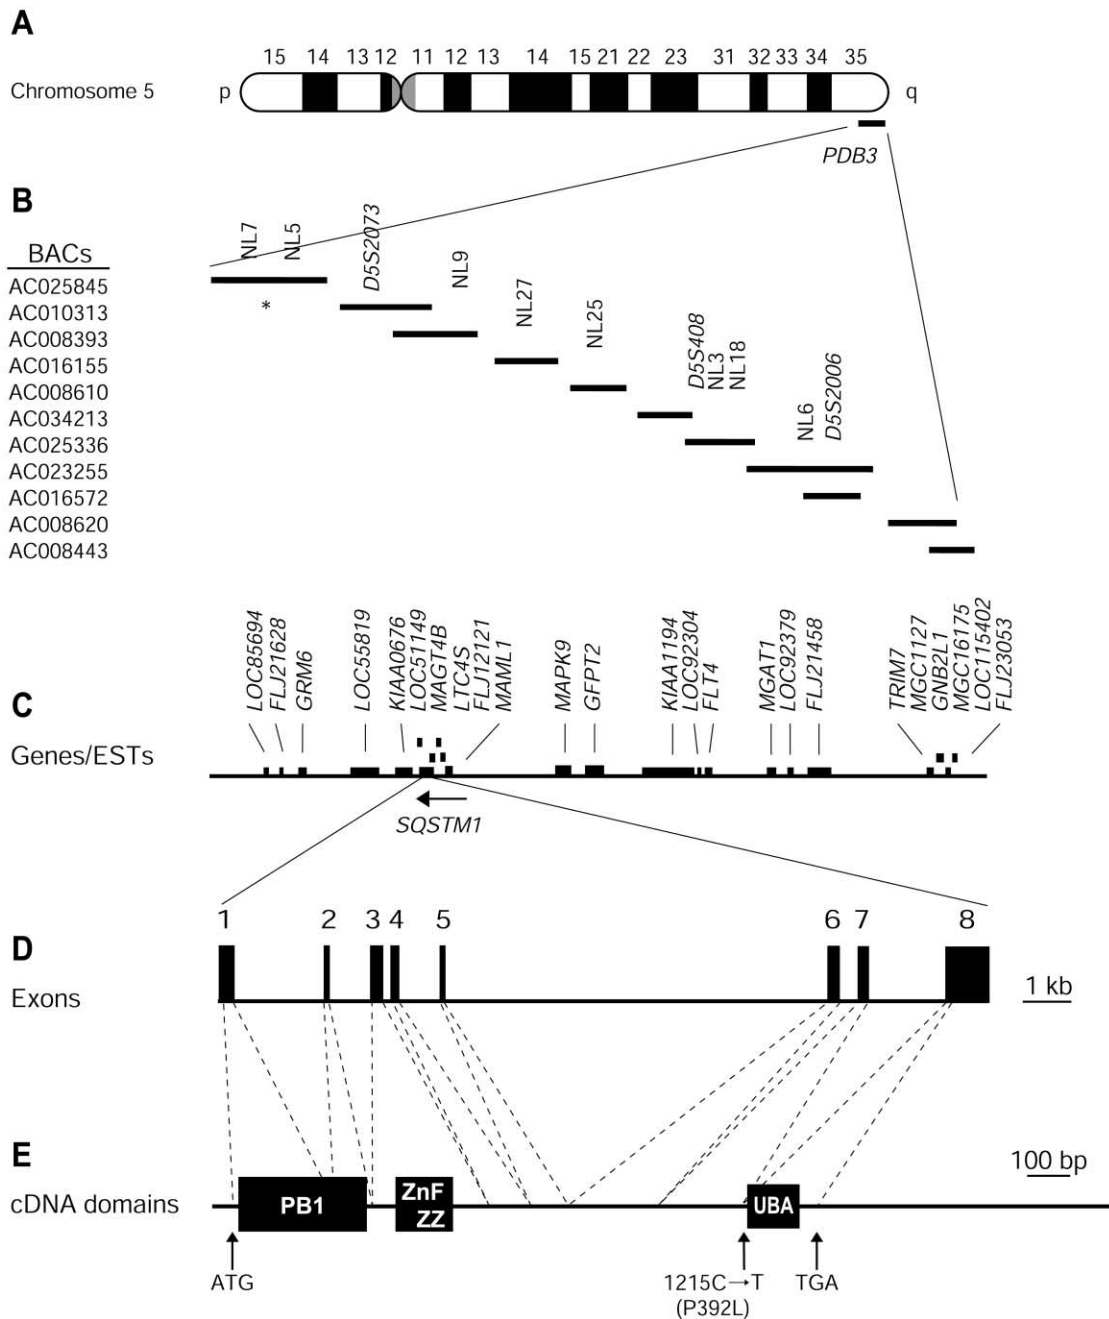 A
15 14 13 12 11 12 13 14 15 21 22 23 31 32 33 34 35
Chromosome 5 p q
PDB3
B
BACs
AC025845
AC010313
AC008393
AC016155
AC008610
AC034213
AC025336
AC023255
AC016572
AC008620
AC008443
NL7
NL5
D5S2073
NL9
NL27
NL25
D5S408
NL3
NL18
NL6
D5S2006
*
C
Genes/ESTs
LOC85694
FLJ21628
GRM6
LOC55819
KIAA0676
LOC51149
MAGT4B
LTC4S
FLJ12121
MAML1
MAPK9
GFPT2
KIAA1194
LOC92304
FLT4
MGAT1
LOC92379
FLJ21458
TRIM7
MGC1127
GNB2L1
MGC16175
LOC115402
FLJ23053
SQSTM1
D
Exons
1 2 3 4 5 6 7 8
1 kb
E
cDNA domains
100 bp
PB1
ZnF
ZZ
UBA
ATG
1215C→T
(P392L)
TGA